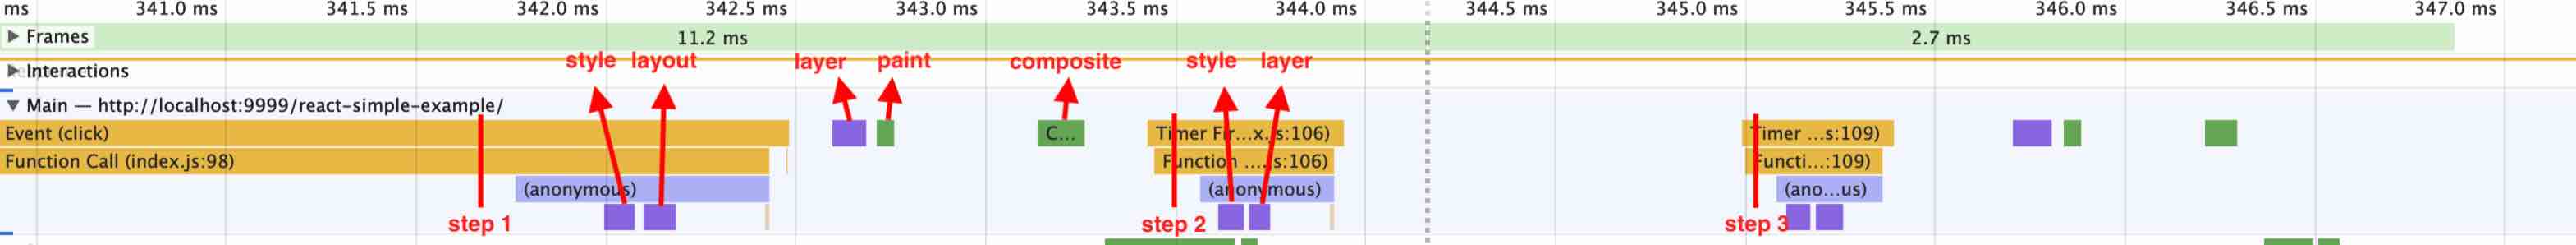 ms 341.0 ms 341.5 ms 342.0 ms 342.5 ms 343.0 ms 343.5 ms 344.0 ms 344.5 ms 345.0 ms 345.5 ms 346.0 ms 346.5 ms 347.0 ms
Frames 11.2 ms 2.7 ms
style layout layer paint composite style layer
Interactions
Main — http://localhost:9999/react-simple-example/
Event (click) C... Timer Fir...x.js:106) Timer ...s:109)
Function Call (index.js:98) Function ....js:106) Functi...:109)
(anonymous) (anonymous) (ano...us)
step 1 step 2 step 3